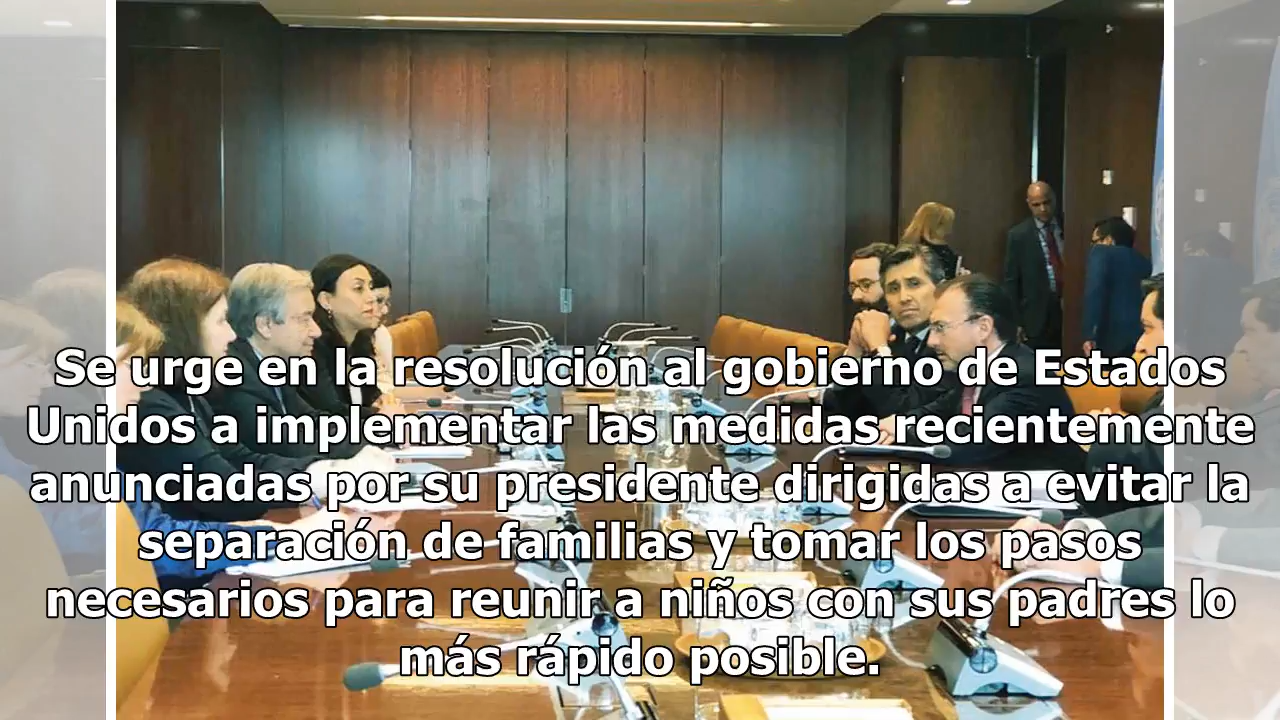 Se urge en la resolución al gobierno de Estados
Unidos a implementar las medidas recientemente
anunciadas por su presidente dirigidas a evitar la
separación de familias y tomar los pasos
necesarios para reunir a niños con sus padres lo
más rápido posible.